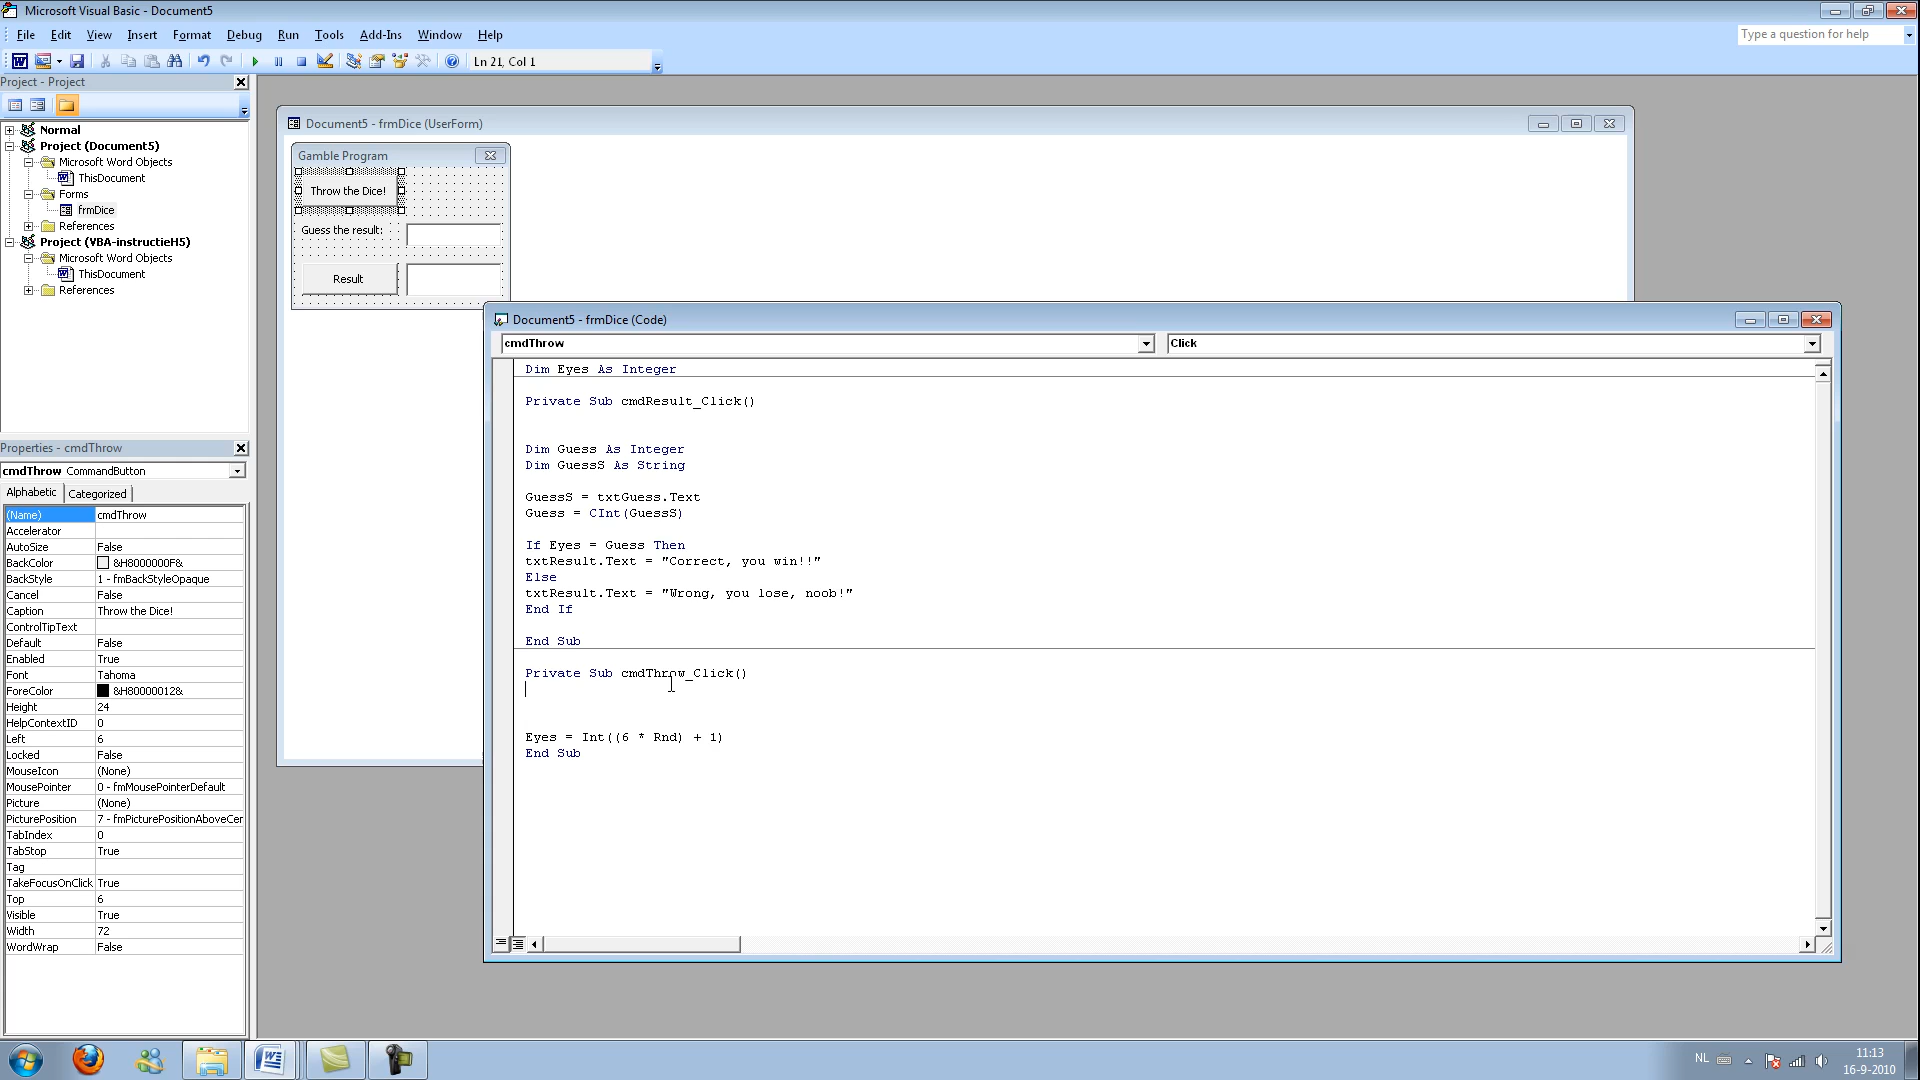 Microsoft Visual Basic - Document5
File Edit View Insert Format Debug Run Tools Add-Ins Window Help
Type a question for help
Ln 21, Col 1
Project - Project
Normal
Project (Document5)
Microsoft Word Objects
ThisDocument
Forms
frmDice
References
Project (VBA-instructieH5)
Microsoft Word Objects
ThisDocument
References
Properties - cmdThrow
cmdThrow CommandButton
Alphabetic Categorized
(Name) cmdThrow
Accelerator
AutoSize False
BackColor &H8000000F&
BackStyle 1 - fmBackStyleOpaque
Cancel False
Caption Throw the Dice!
ControlTipText
Default False
Enabled True
Font Tahoma
ForeColor &H80000012&
Height 24
HelpContextID 0
Left 6
Locked False
MouseIcon (None)
MousePointer 0 - fmMousePointerDefault
Picture (None)
PicturePosition 7 - fmPicturePositionAboveCer
TabIndex 0
TabStop True
Tag
TakeFocusOnClick True
Top 6
Visible True
Width 72
WordWrap False
Document5 - frmDice (UserForm)
Gamble Program
Throw the Dice!
Guess the result:
Result
Document5 - frmDice (Code)
cmdThrow Click
Dim Eyes As Integer
Private Sub cmdResult_Click()
Dim Guess As Integer
Dim GuessS As String
GuessS = txtGuess.Text
Guess = CInt(GuessS)
If Eyes = Guess Then
txtResult.Text = "Correct, you win!!"
Else
txtResult.Text = "Wrong, you lose, noob!"
End If
End Sub
Private Sub cmdThrow_Click()
Eyes = Int((6 * Rnd) + 1)
End Sub
NL
11:13
16-9-2010